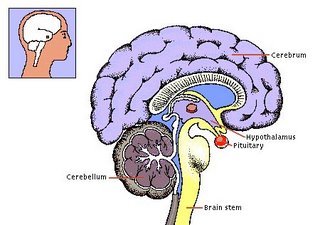 Cerebrum
Hypothalamus
Pituitary
Cerebellum
Brain stem